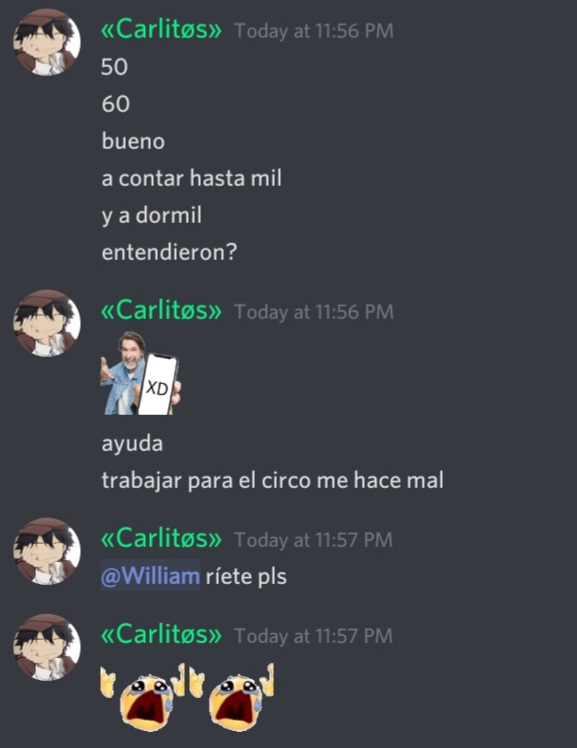 «Carlitøs» Today at 11:56 PM
50
60
bueno
a contar hasta mil
y a dormil
entendieron?
«Carlitøs» Today at 11:56 PM
XD
ayuda
trabajar para el circo me hace mal
«Carlitøs» Today at 11:57 PM
@William ríete pls
«Carlitøs» Today at 11:57 PM